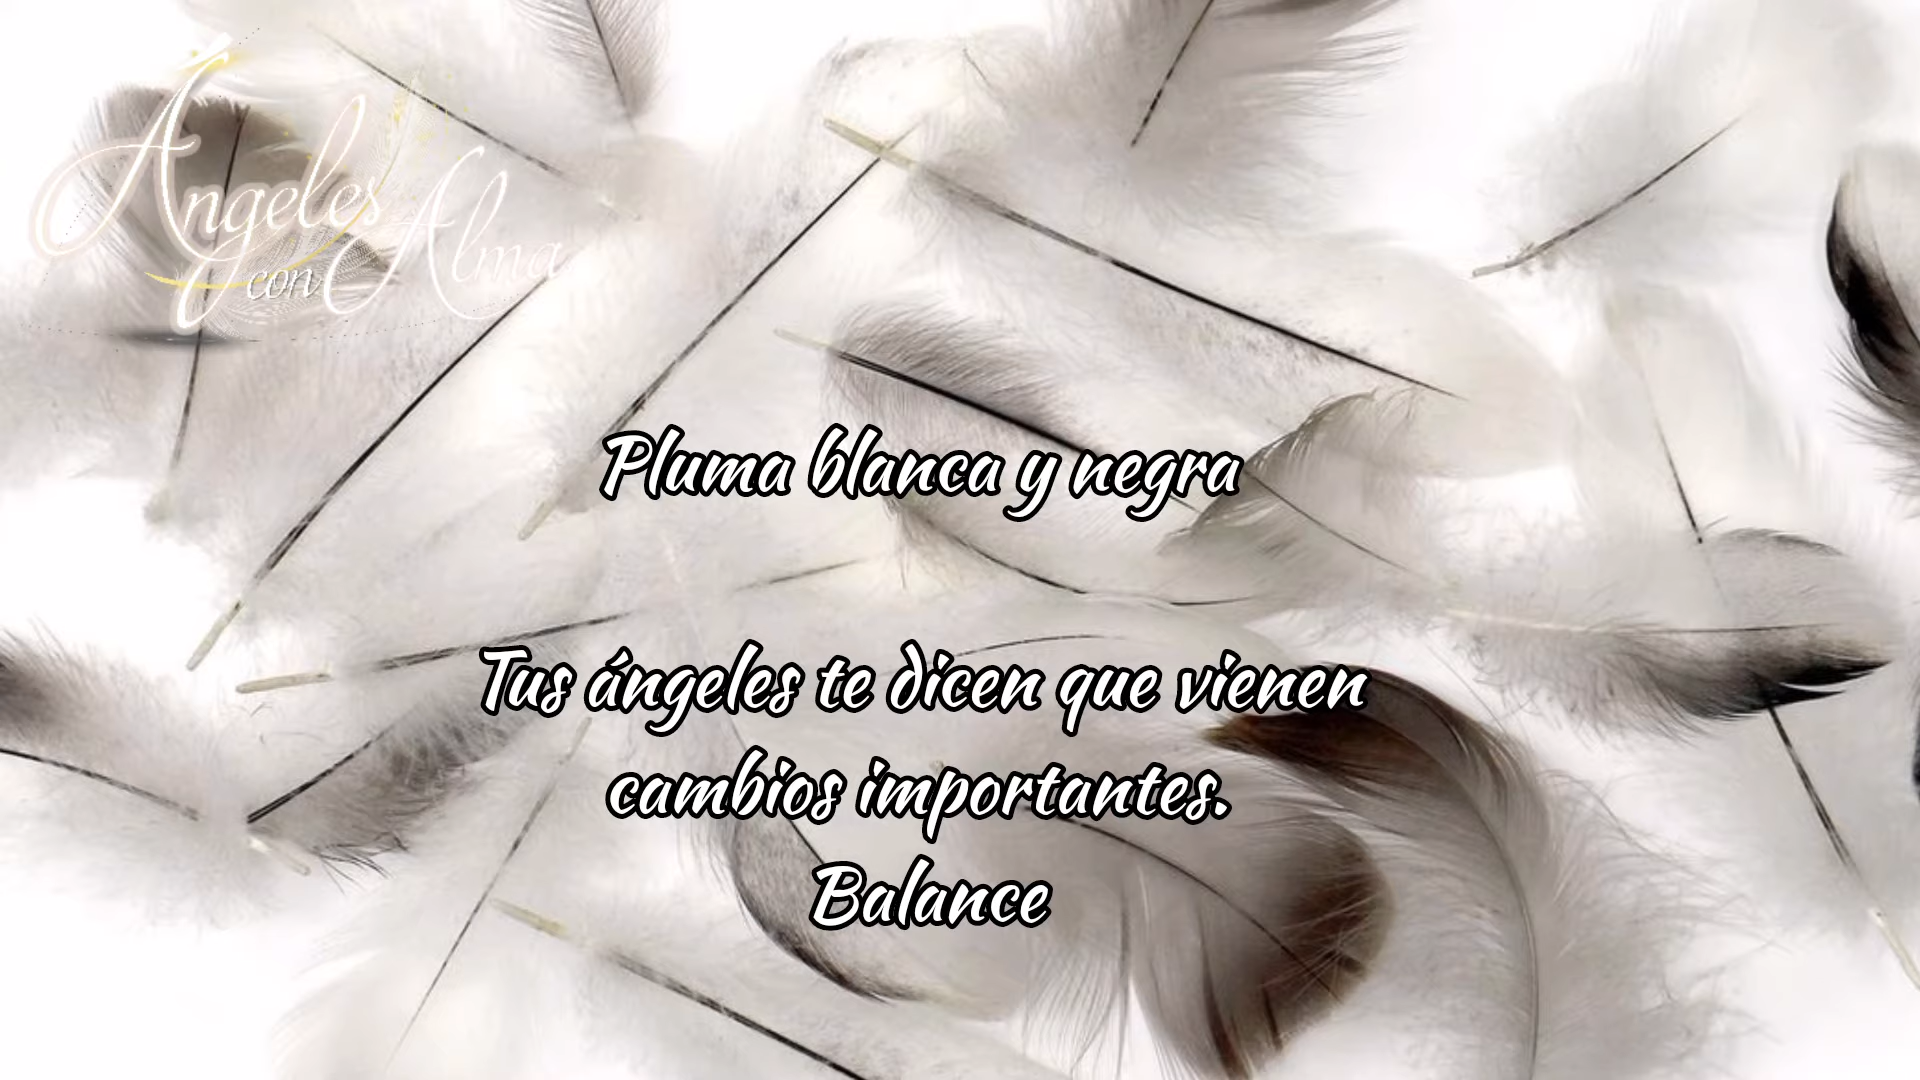 Ángeles
con Alma
Pluma blanca y negra
Tus ángeles te dicen que vienen
cambios importantes.
Balance